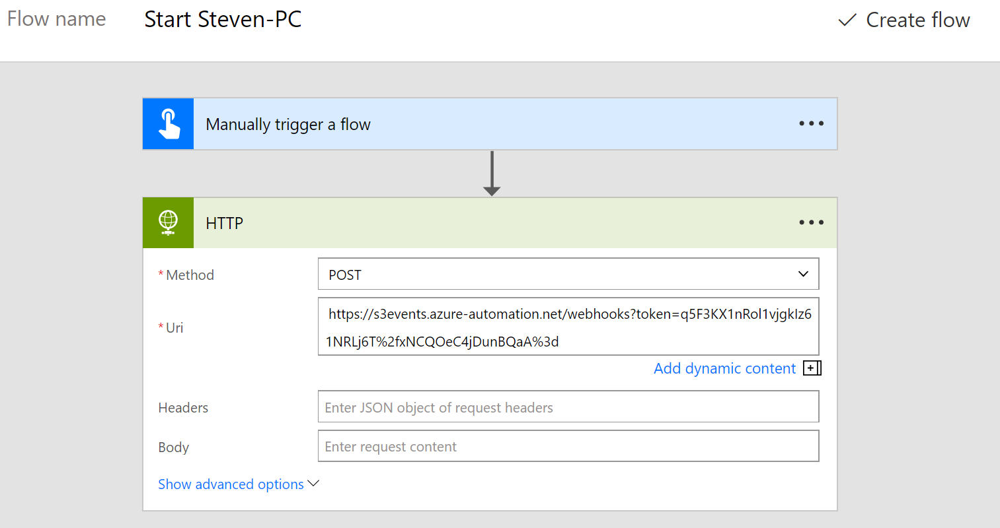 Flow name Start Steven-PC Create flow
Manually trigger a flow
HTTP
* Method POST
* Uri https://s3events.azure-automation.net/webhooks?token=q5F3KX1nRol1vjgkIz6
1NRLj6T%2fxNCQOeC4jDunBQaA%3d
Add dynamic content
Headers Enter JSON object of request headers
Body Enter request content
Show advanced options